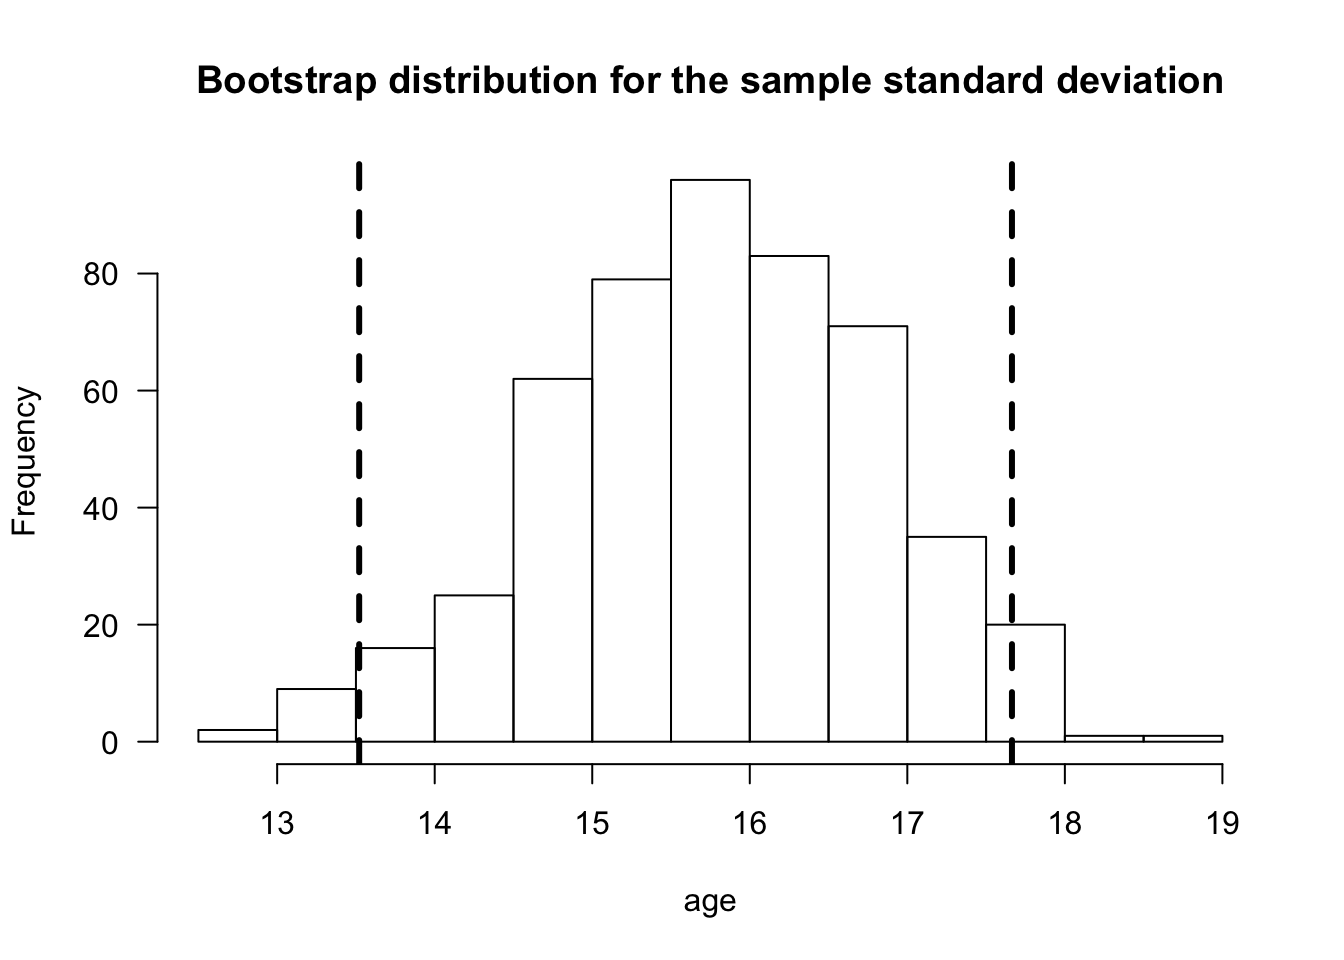 Bootstrap distribution for the sample standard deviation
Frequency
80
60
40
20
0
13 14 15 16 17 18 19
age